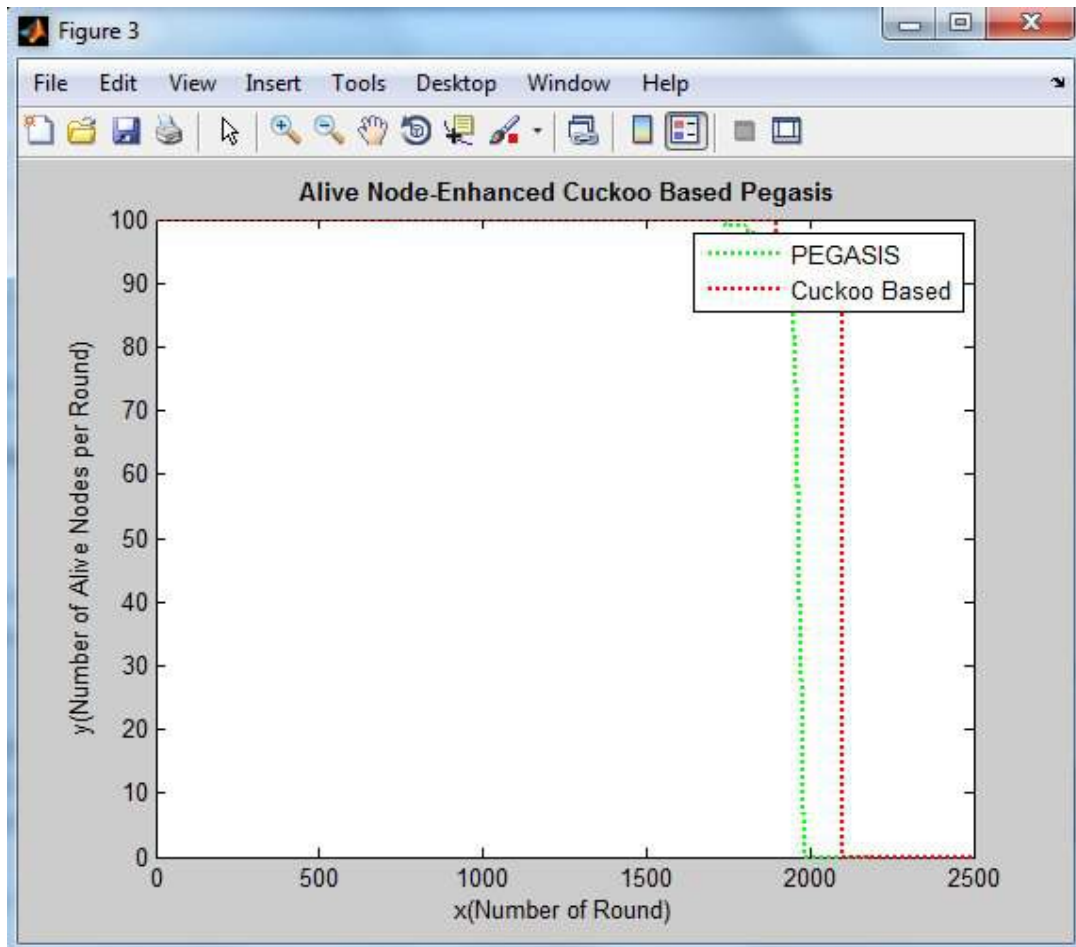 Figure 3
File Edit View Insert Tools Desktop Window Help
Alive Node-Enhanced Cuckoo Based Pegasis
PEGASIS
Cuckoo Based
y(Number of Alive Nodes per Round)
100
90
80
70
60
50
40
30
20
10
0
0 500 1000 1500 2000 2500
x(Number of Round)